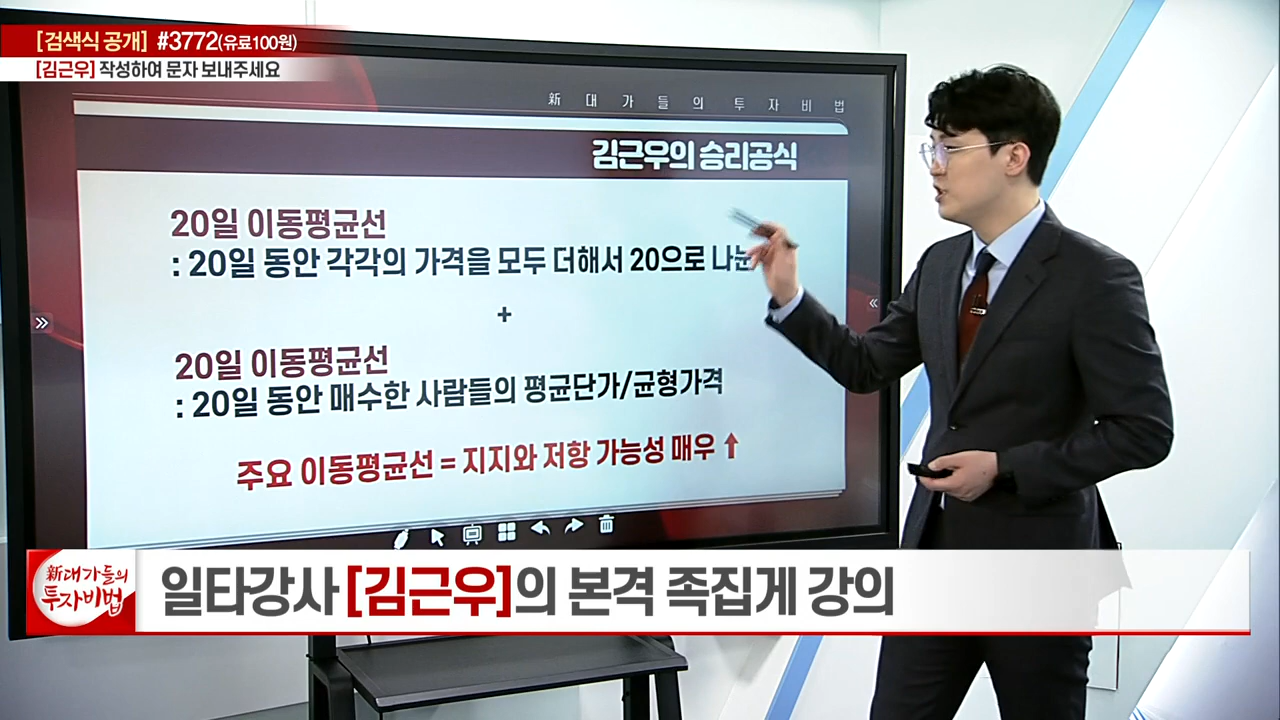 [검색식 공개] #3772(유료100원)
[김근우] 작성하여 문자 보내주세요
新 대가들의 투자비법
김근우의 승리공식
20일 이동평균선
: 20일 동안 각각의 가격을 모두 더해서 20으로
+
20일 이동평균선
: 20일 동안 매수한 사람들의 평균단가/균형가격
주요 이동평균선 = 지지와 저항 가능성 매우 ⬆
新대가들의
투자비법
일타강사 [김근우]의 본격 족집게 강의